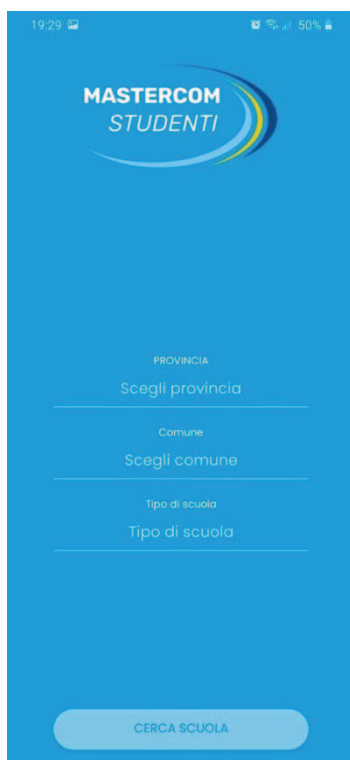 19:29 50%
MASTERCOM
STUDENTI
PROVINCIA
Scegli provincia
Comune
Scegli comune
Tipo di scuola
Tipo di scuola
CERCA SCUOLA